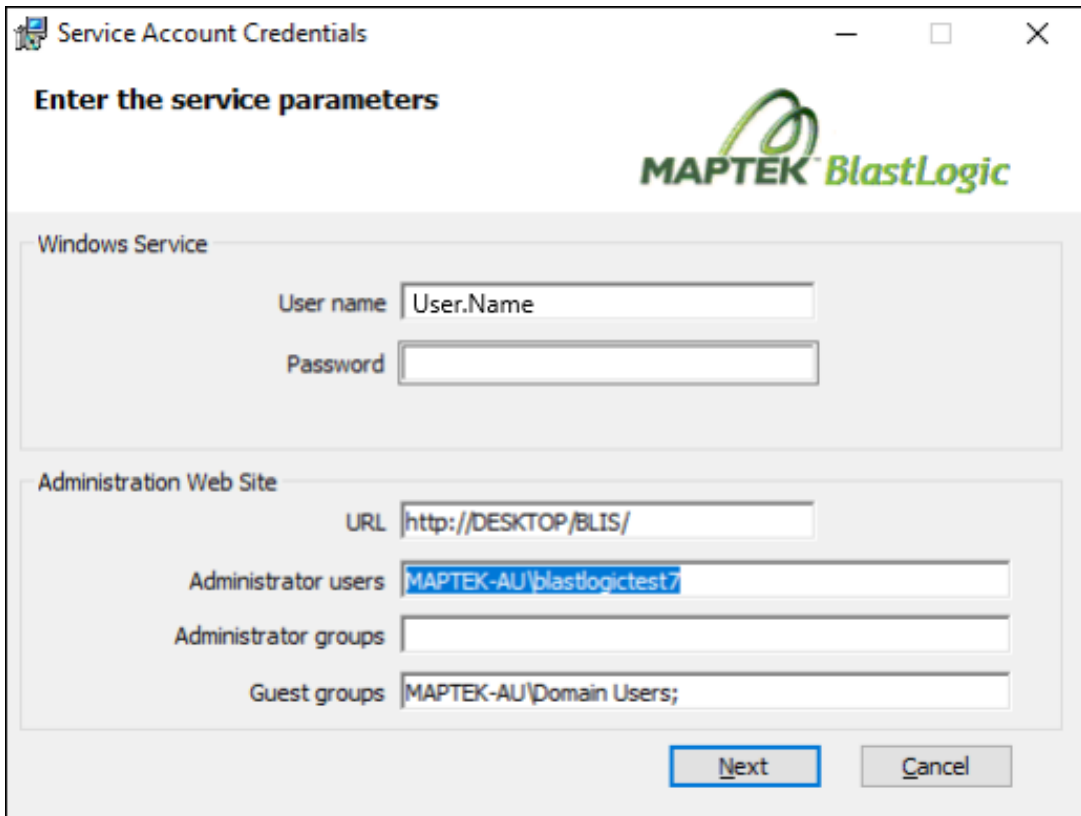 Service Account Credentials
Enter the service parameters
MAPTEK™ BlastLogic
Windows Service
User name User.Name
Password
Administration Web Site
URL http://DESKTOP/BLIS/
Administrator users MAPTEK-AU\blastlogictest7
Administrator groups
Guest groups MAPTEK-AU\Domain Users;
Next Cancel